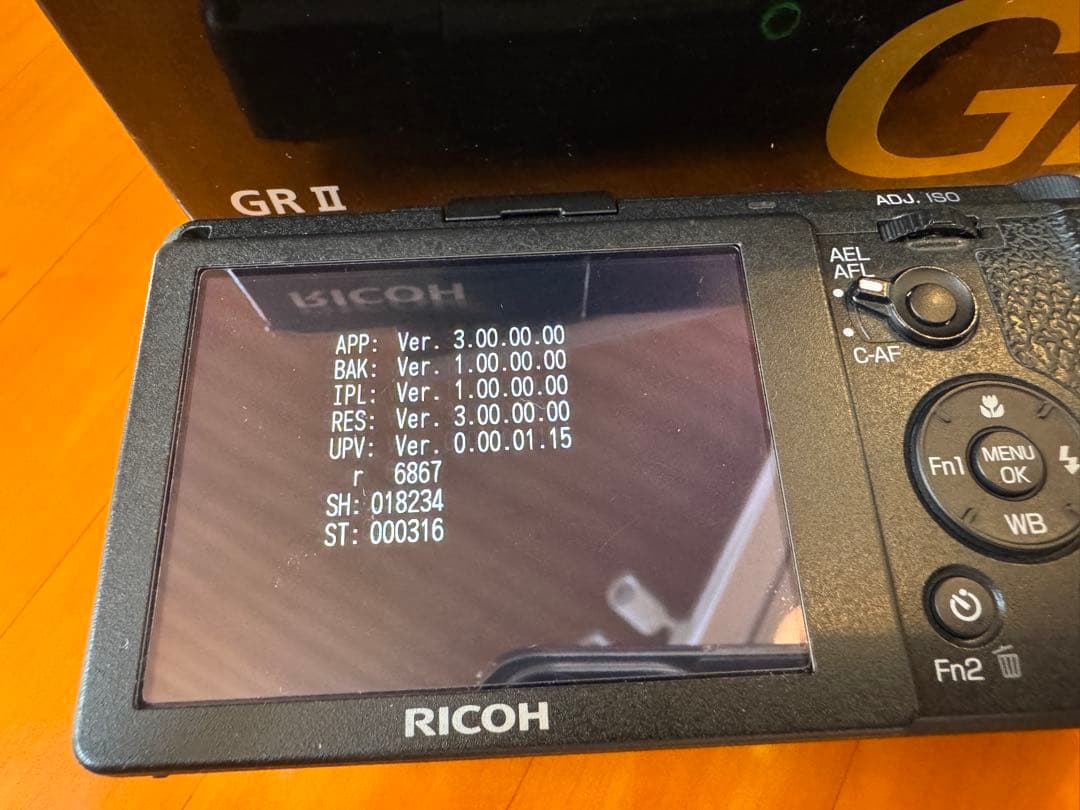 GR II
ADJ. ISO
AEL
AFL
C-AF
RICOH
APP: Ver. 3.00.00.00
BAK: Ver. 1.00.00.00
IPL: Ver. 1.00.00.00
RES: Ver. 3.00.00.00
UPV: Ver. 0.00.01.15
r 6867
SH: 018234
ST: 000316
Fn1
MENU
OK
WB
Fn2
RICOH